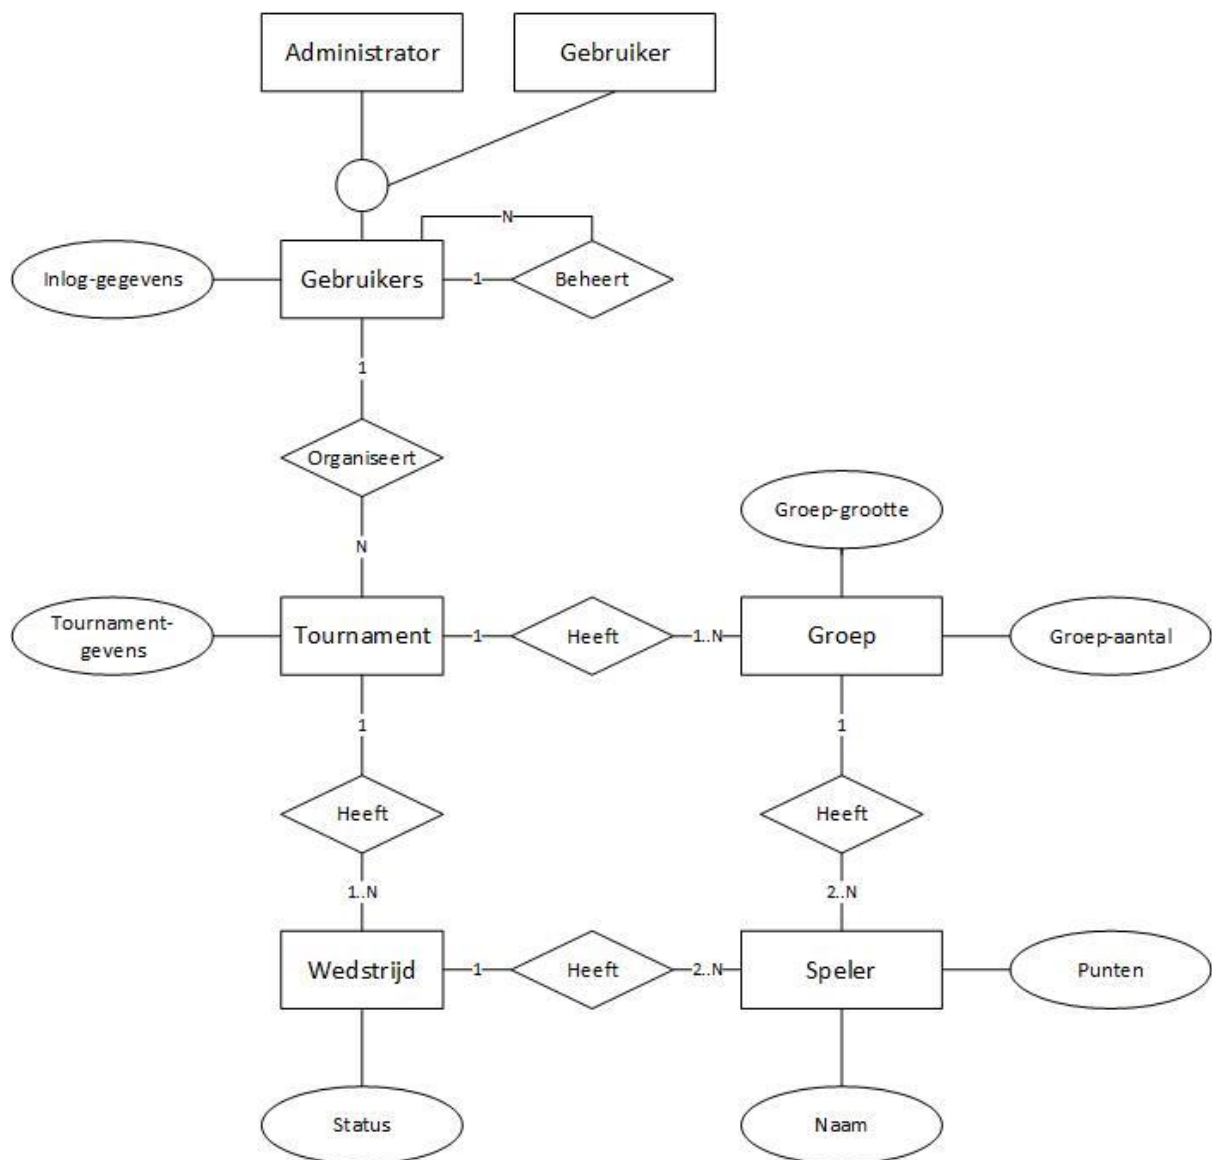 Administrator
Gebruiker
N
Inlog-gegevens
Gebruikers
1
Beheert
1
Organiseert
Groep-grootte
N
Tournament-
gevens
Tournament
1
Heeft
1..N
Groep
Groep-aantal
1
1
Heeft
Heeft
1..N
2..N
Wedstrijd
1
Heeft
2..N
Speler
Punten
Status
Naam